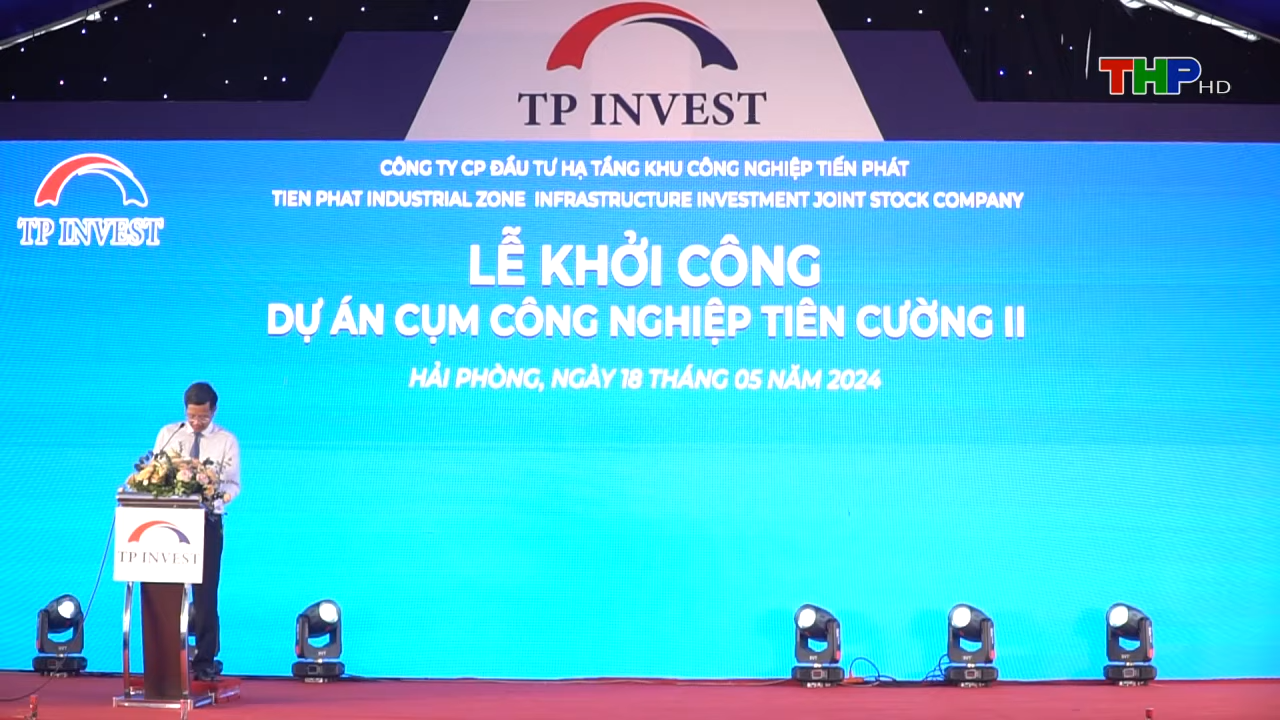 THP HD
TP INVEST
CÔNG TY CP ĐẦU TƯ HẠ TẦNG KHU CÔNG NGHIỆP TIẾN PHÁT
TIEN PHAT INDUSTRIAL ZONE INFRASTRUCTURE INVESTMENT JOINT STOCK COMPANY
TP INVEST
LỄ KHỞI CÔNG
DỰ ÁN CỤM CÔNG NGHIỆP TIÊN CƯỜNG II
HẢI PHÒNG, NGÀY 18 THÁNG 05 NĂM 2024
TP INVEST